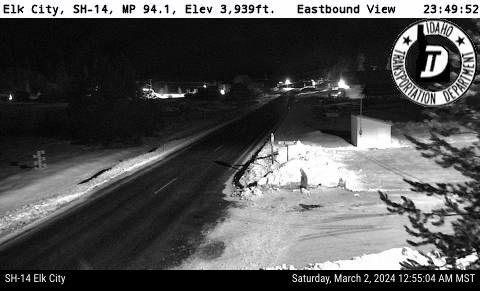 Elk City, SH-14, MP 94.1, Elev 3,939ft. Eastbound View 23:49:52
IDAHO
TRANSPORTATION DEPARTMENT
SH-14 Elk City Saturday, March 2, 2024 12:55:04 AM MST